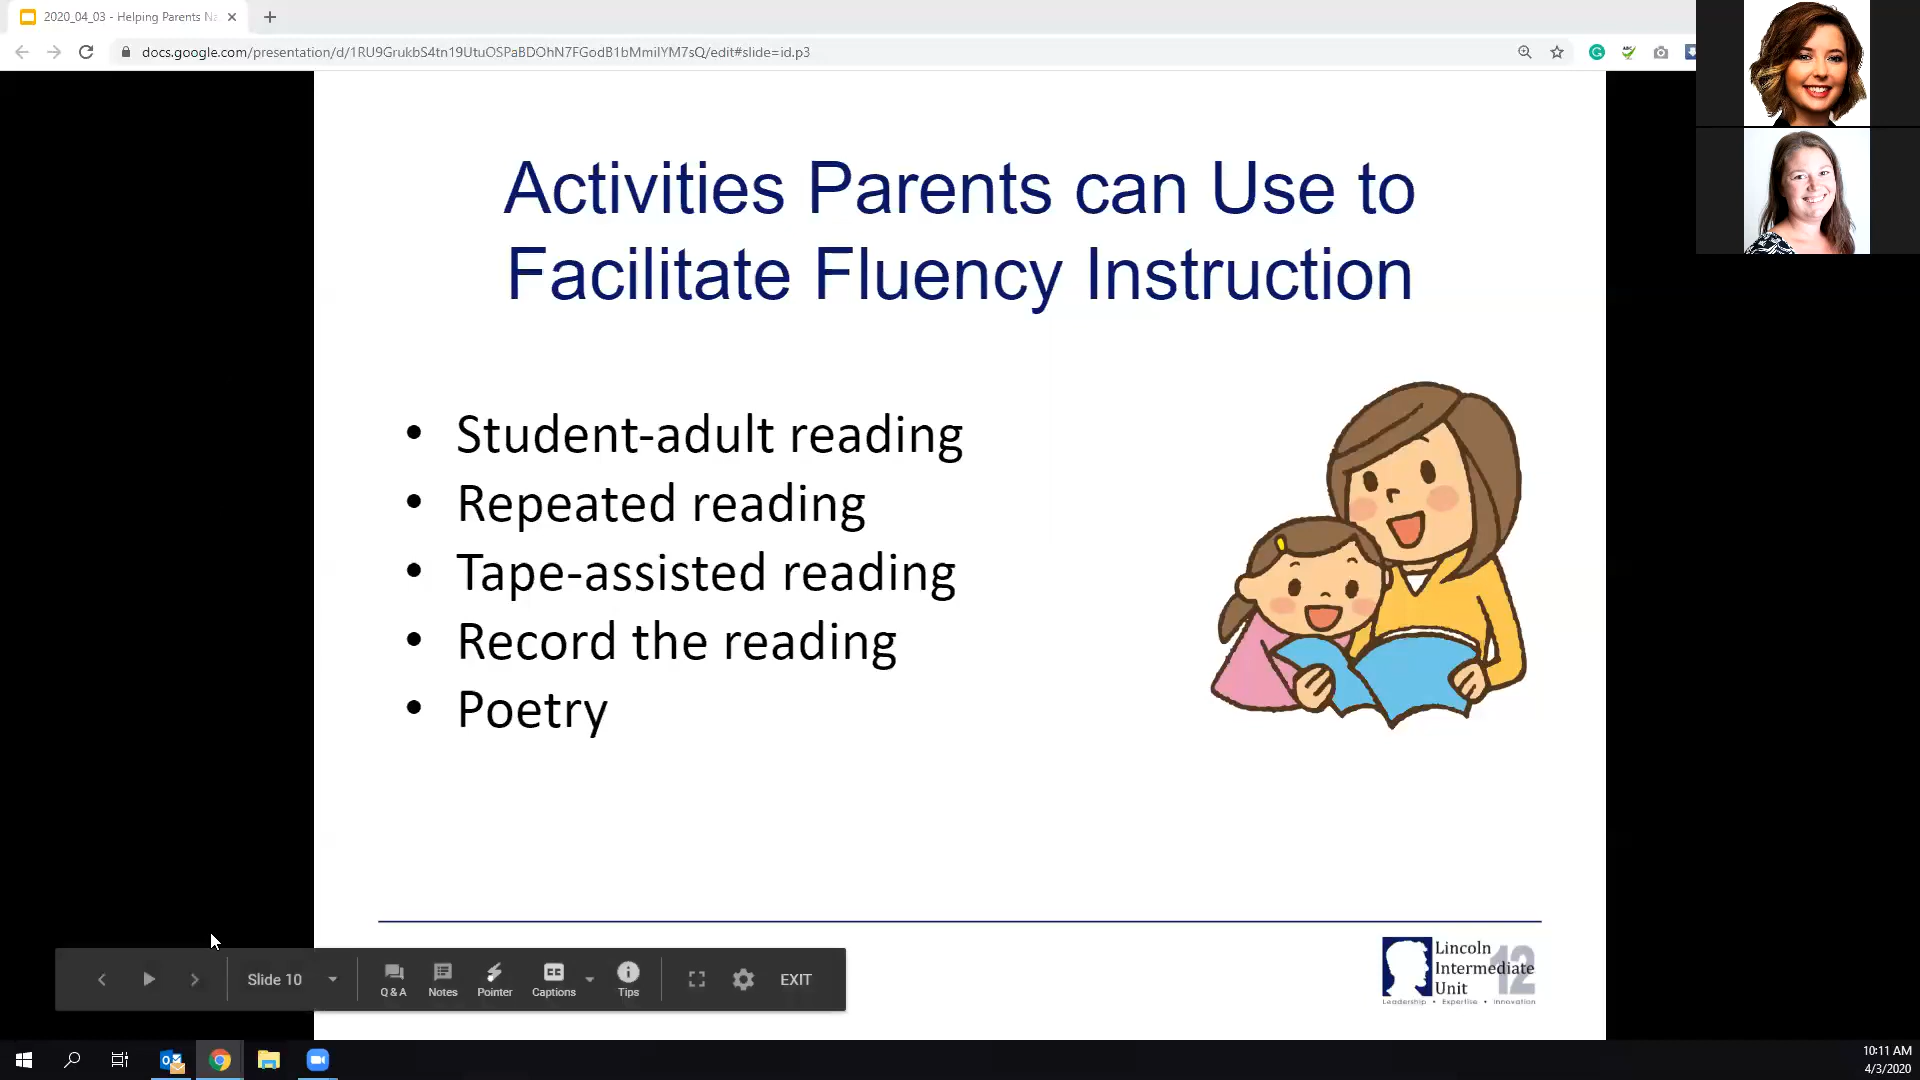 2020_04_03 - Helping Parents Na
docs.google.com/presentation/d/1RU9GrukbS4tn19UtuOSPaBDOhN7FGodB1bMmilYM7sQ/edit#slide=id.p3
Activities Parents can Use to
Facilitate Fluency Instruction
• Student-adult reading
• Repeated reading
• Tape-assisted reading
• Record the reading
• Poetry
Lincoln
Intermediate 12
Unit
Leadership • Expertise • Innovation
Slide 10
Q & A
Notes
Pointer
Captions
Tips
EXIT
10:11 AM
4/3/2020